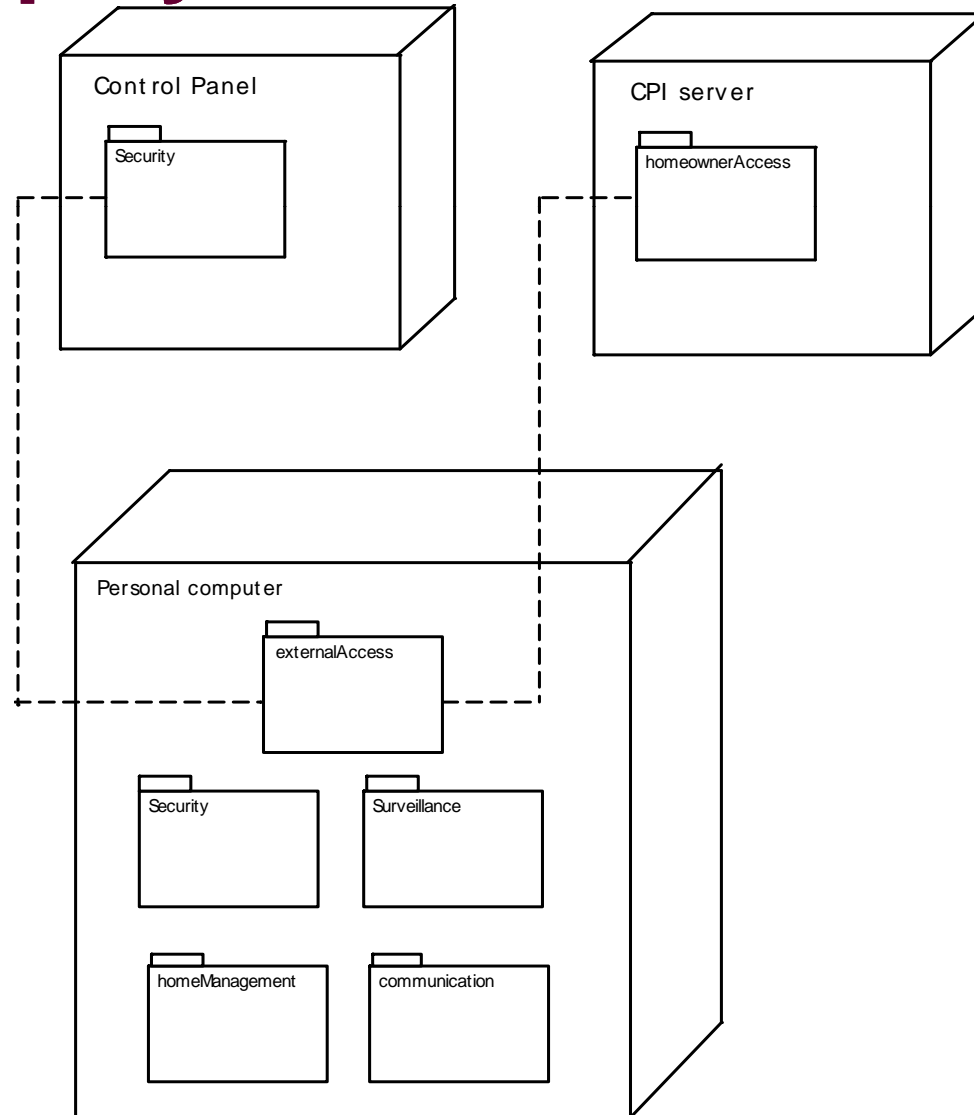 Control Panel
Security
CPI server
homeownerAccess
Personal computer
externalAccess
Security
Surveillance
homeManagement
communication